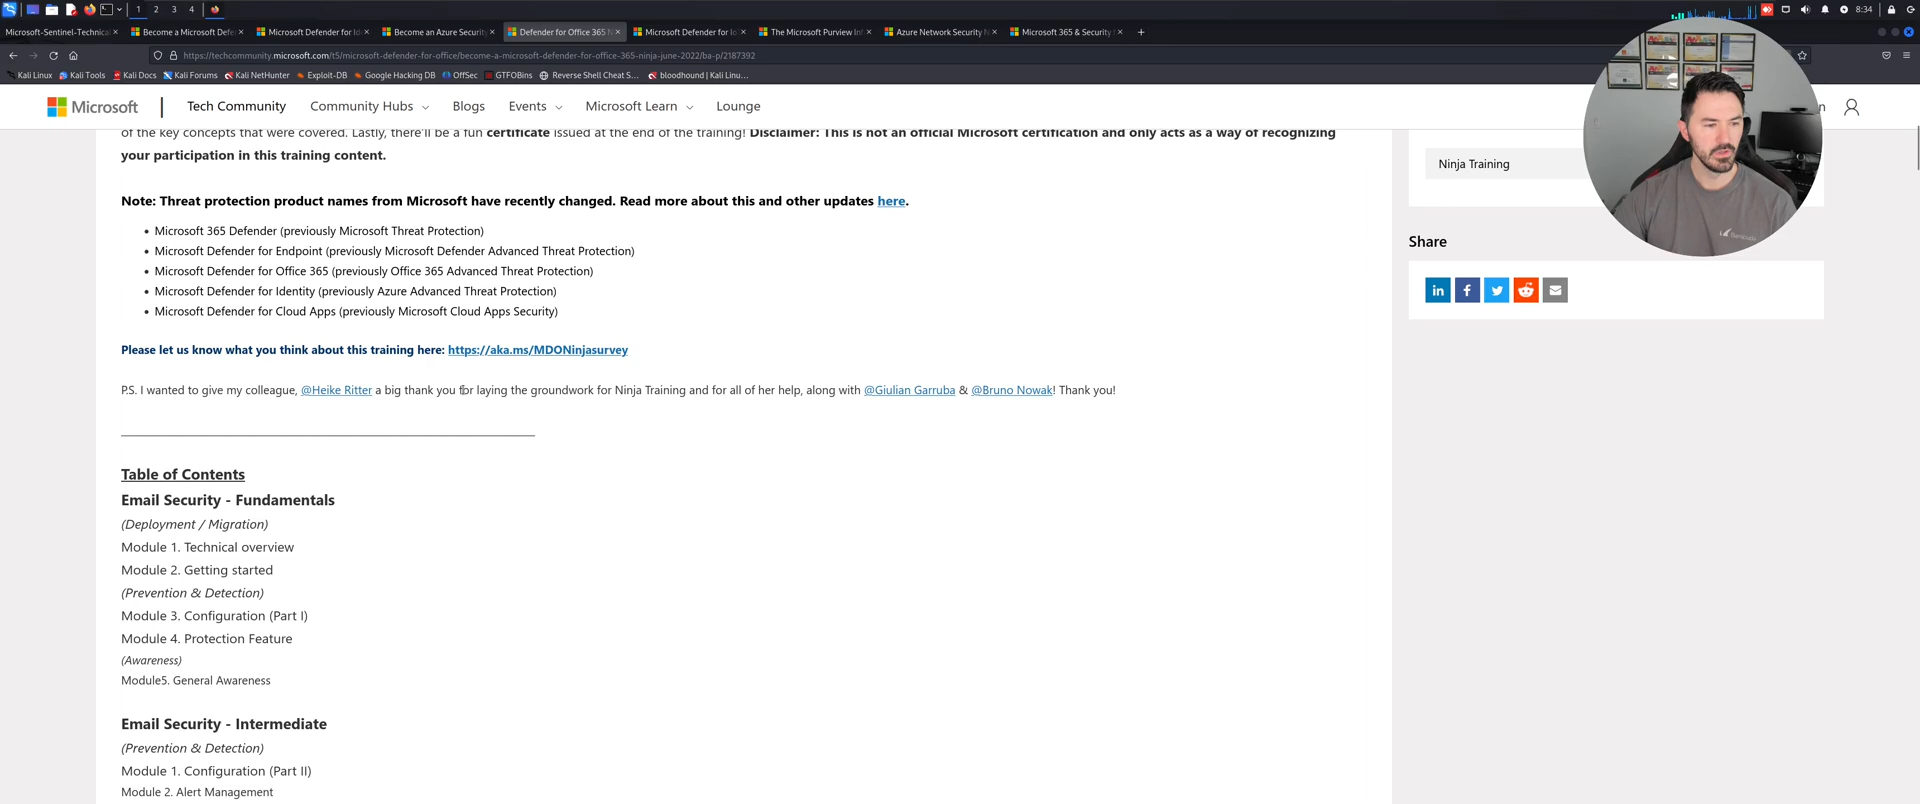 1 2 3 4 8:34
Microsoft-Sentinel-Technica Become a Microsoft Defe Microsoft Defender for Id Become an Azure Security Defender for Office 365 N Microsoft Defender for Io The Microsoft Purview Inf Azure Network Security N Microsoft 365 & Security
https://techcommunity.microsoft.com/t5/microsoft-defender-for-office/become-a-microsoft-defender-for-office-365-ninja-june-2022/ba-p/2187392
Kali Linux Kali Tools Kali Docs Kali Forums Kali NetHunter Exploit-DB Google Hacking DB OffSec GTFOBins Reverse Shell Cheat S... bloodhound | Kali Linu...
Microsoft Tech Community Community Hubs Blogs Events Microsoft Learn Lounge
of the key concepts that were covered. Lastly, there'll be a fun certificate issued at the end of the training! Disclaimer: This is not an official Microsoft certification and only acts as a way of recognizing
your participation in this training content.
Ninja Training
Note: Threat protection product names from Microsoft have recently changed. Read more about this and other updates here.
• Microsoft 365 Defender (previously Microsoft Threat Protection)
• Microsoft Defender for Endpoint (previously Microsoft Defender Advanced Threat Protection)
• Microsoft Defender for Office 365 (previously Office 365 Advanced Threat Protection)
• Microsoft Defender for Identity (previously Azure Advanced Threat Protection)
• Microsoft Defender for Cloud Apps (previously Microsoft Cloud Apps Security)
Share
Please let us know what you think about this training here: https://aka.ms/MDONinjasurvey
P.S. I wanted to give my colleague, @Heike Ritter a big thank you for laying the groundwork for Ninja Training and for all of her help, along with @Giulian Garruba & @Bruno Nowak! Thank you!
Table of Contents
Email Security - Fundamentals
(Deployment / Migration)
Module 1. Technical overview
Module 2. Getting started
(Prevention & Detection)
Module 3. Configuration (Part I)
Module 4. Protection Feature
(Awareness)
Module5. General Awareness
Email Security - Intermediate
(Prevention & Detection)
Module 1. Configuration (Part II)
Module 2. Alert Management